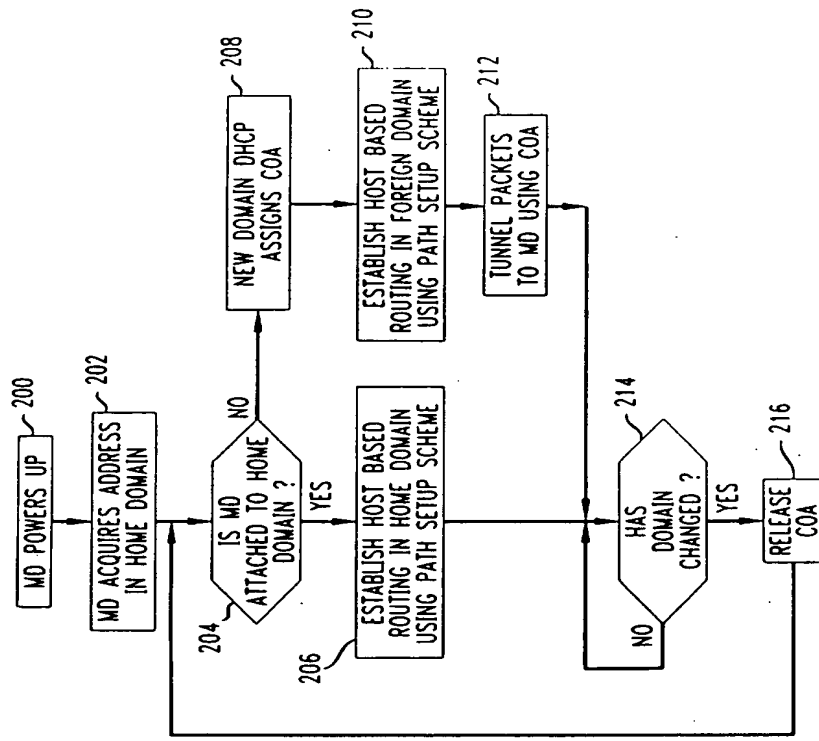 200
MD POWERS UP
202
MD ACQUIRES ADDRESS
IN HOME DOMAIN
204
IS MD
ATTACHED TO HOME
DOMAIN ?
NO
YES
208
NEW DOMAIN DHCP
ASSIGNS COA
206
ESTABLISH HOST BASED
ROUTING IN HOME DOMAIN
USING PATH SETUP SCHEME
210
ESTABLISH HOST BASED
ROUTING IN FOREIGN DOMAIN
USING PATH SETUP SCHEME
212
TUNNEL PACKETS
TO MD USING COA
214
HAS
DOMAIN
CHANGED ?
NO
YES
216
RELEASE
COA